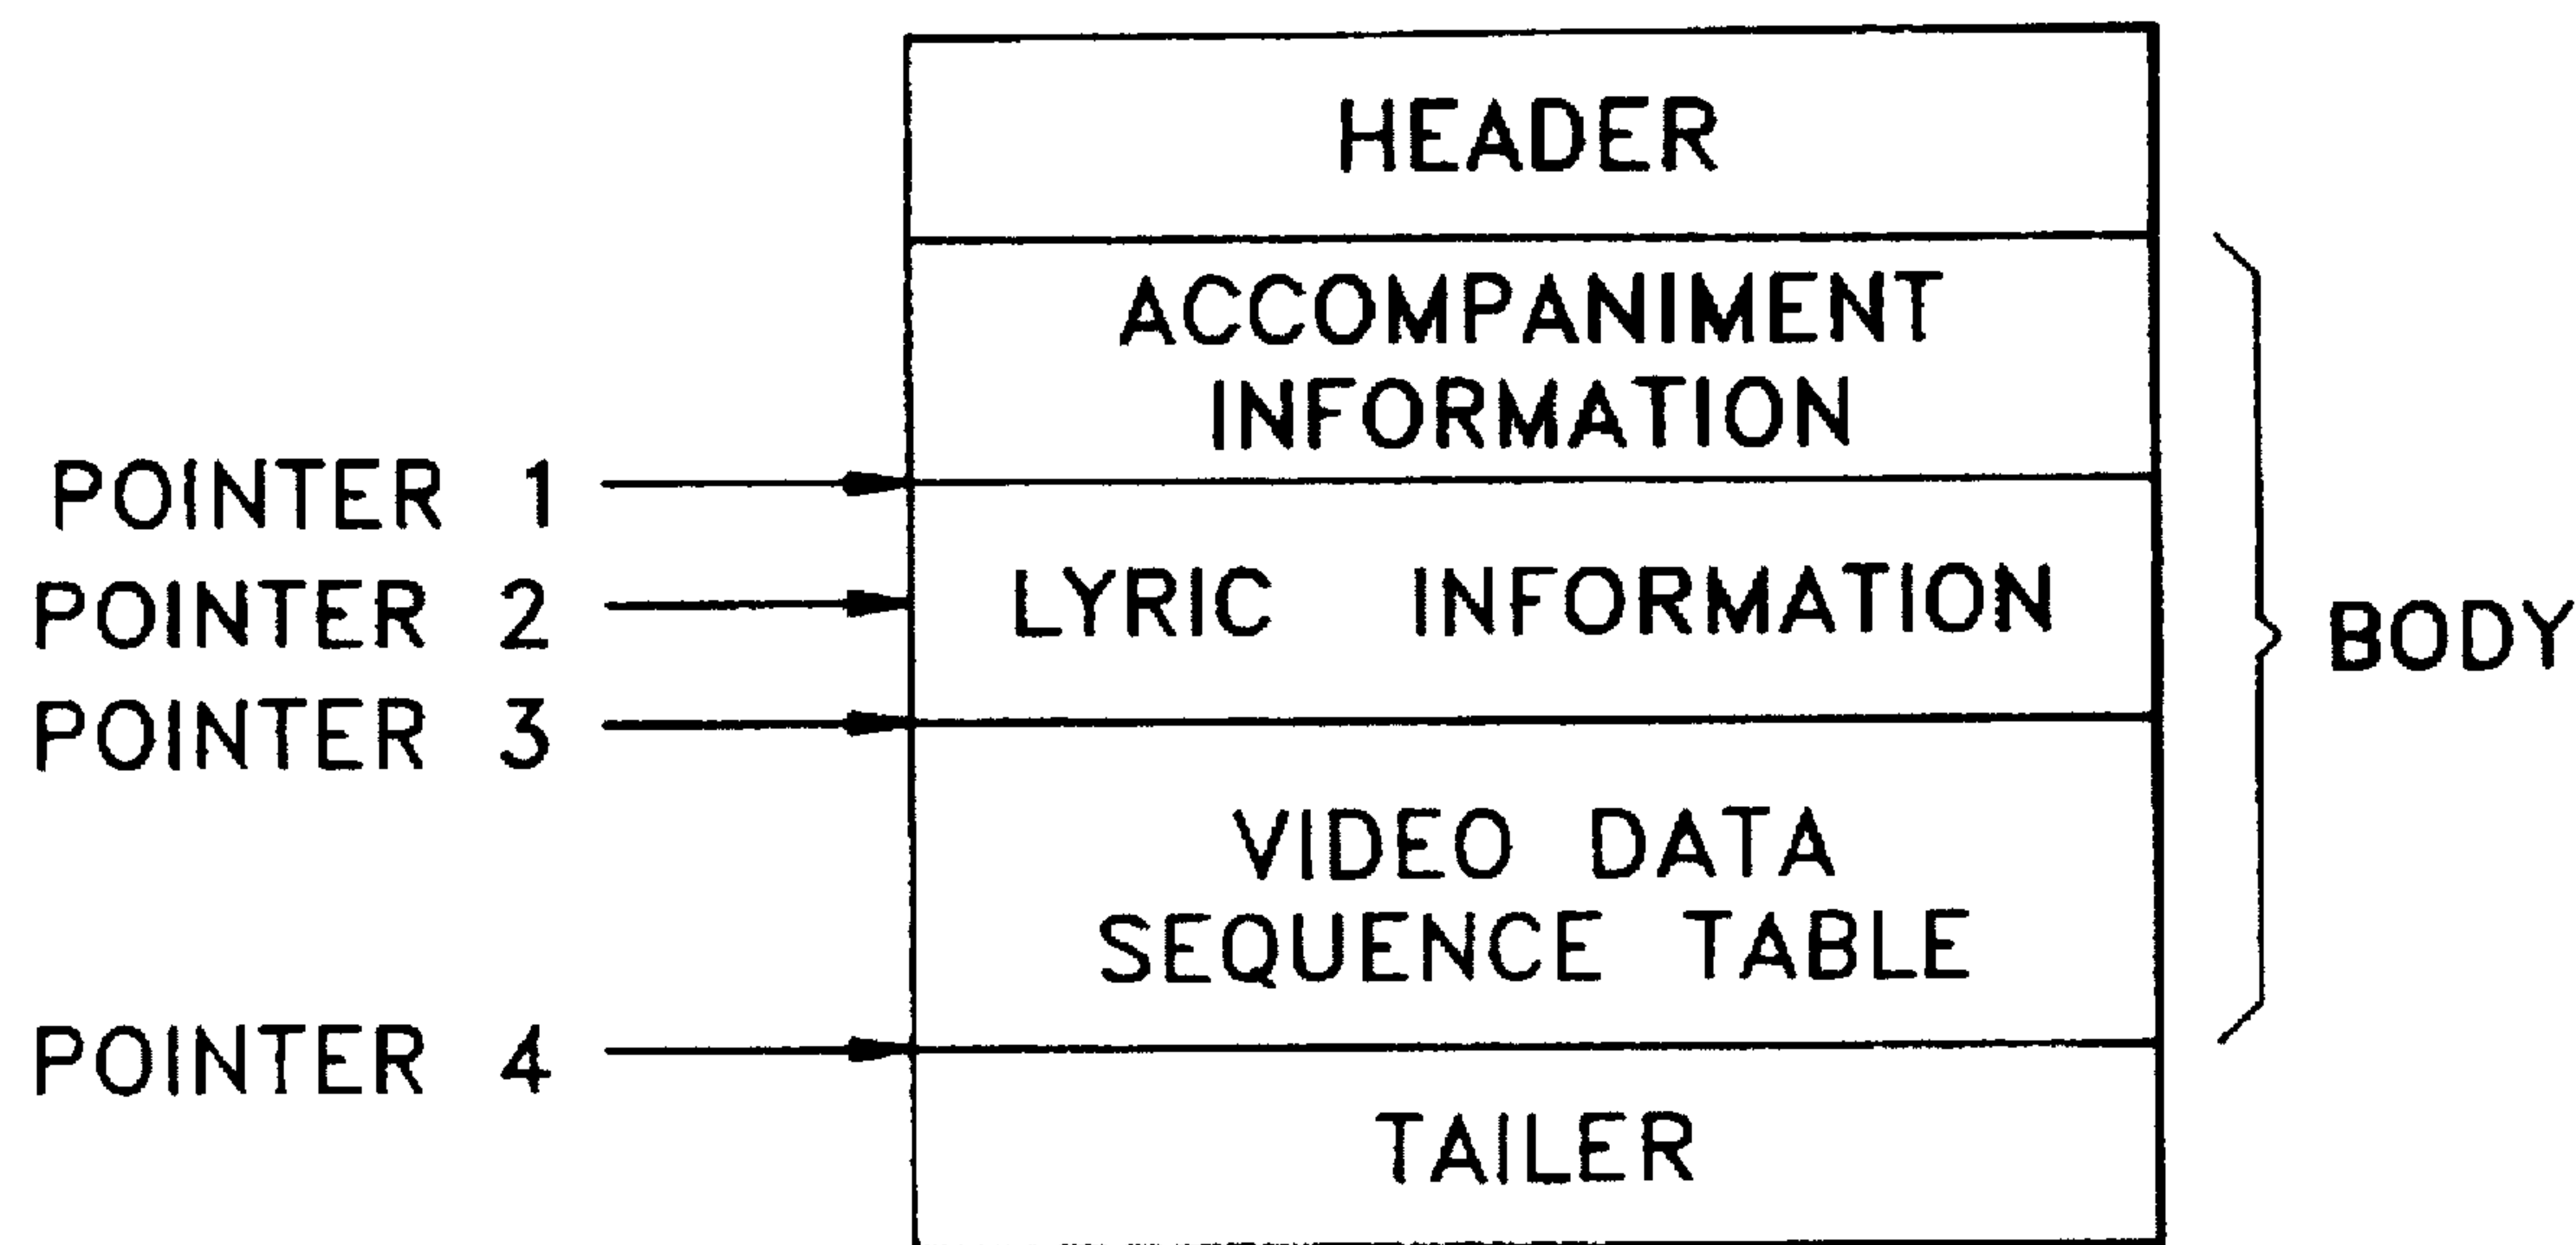 HEADER
ACCOMPANIMENT
INFORMATION
POINTER 1
POINTER 2
LYRIC INFORMATION
BODY
POINTER 3
VIDEO DATA
SEQUENCE TABLE
POINTER 4
TAILER